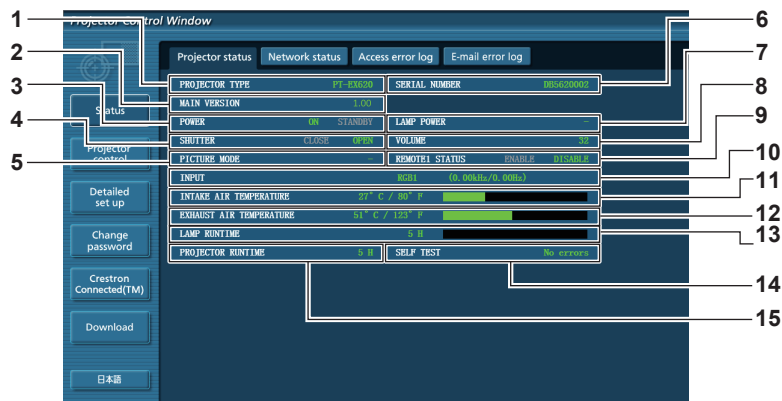 Projector Control Window
1
2
3
4
5
6
7
8
9
10
11
12
13
14
15
Projector status
Network status
Access error log
E-mail error log
Status
Projector
control
Detailed
set up
Change
password
Crestron
Connected(TM)
Download
日本語
PROJECTOR TYPE PT-EX620 SERIAL NUMBER DB5620002
MAIN VERSION 1.00
POWER ON STANDBY LAMP POWER -
SHUTTER CLOSE OPEN VOLUME 32
PICTURE MODE - REMOTE1 STATUS ENABLE DISABLE
INPUT RGB1 (0.00kHz/0.00Hz)
INTAKE AIR TEMPERATURE 27° C / 80° F
EXHAUST AIR TEMPERATURE 51° C / 123° F
LAMP RUNTIME 5 H
PROJECTOR RUNTIME 5 H SELF TEST No errors